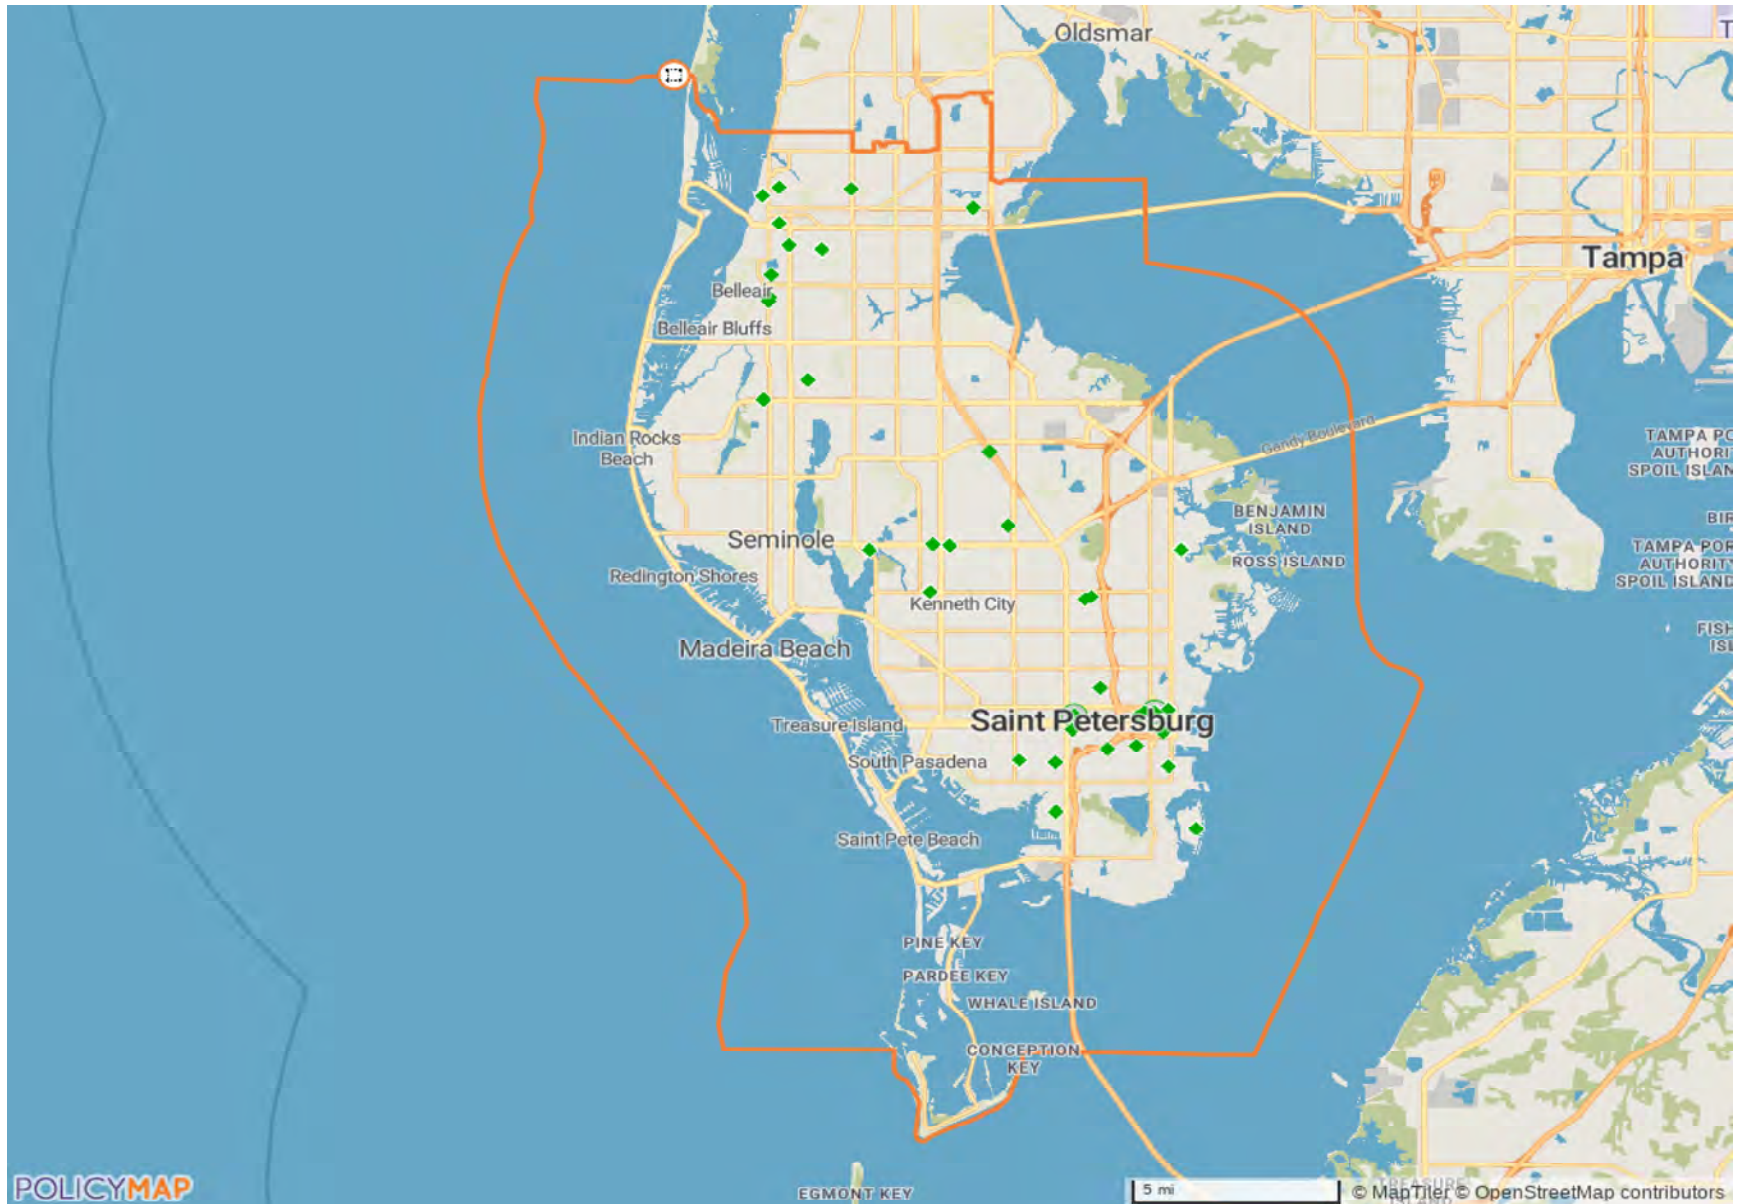 Oldsmar
T
Tampa
Belleair
Belleair Bluffs
Indian Rocks
Beach
Gandy Boulevard
TAMPA PO
AUTHORI
SPOIL ISLAN
BENJAMIN
ISLAND
BIR
Seminole
ROSS ISLAND
TAMPA POR
AUTHORITY
SPOIL ISLAND
Redington Shores
Kenneth City
FISH
ISL
Madeira Beach
Saint Petersburg
Treasure Island
South Pasadena
Saint Pete Beach
PINE KEY
PARDEE KEY
WHALE ISLAND
CONCEPTION
KEY
POLICYMAP
EGMONT KEY
5 mi
TREASURE
ISLAND
© MapTiler © OpenStreetMap contributors